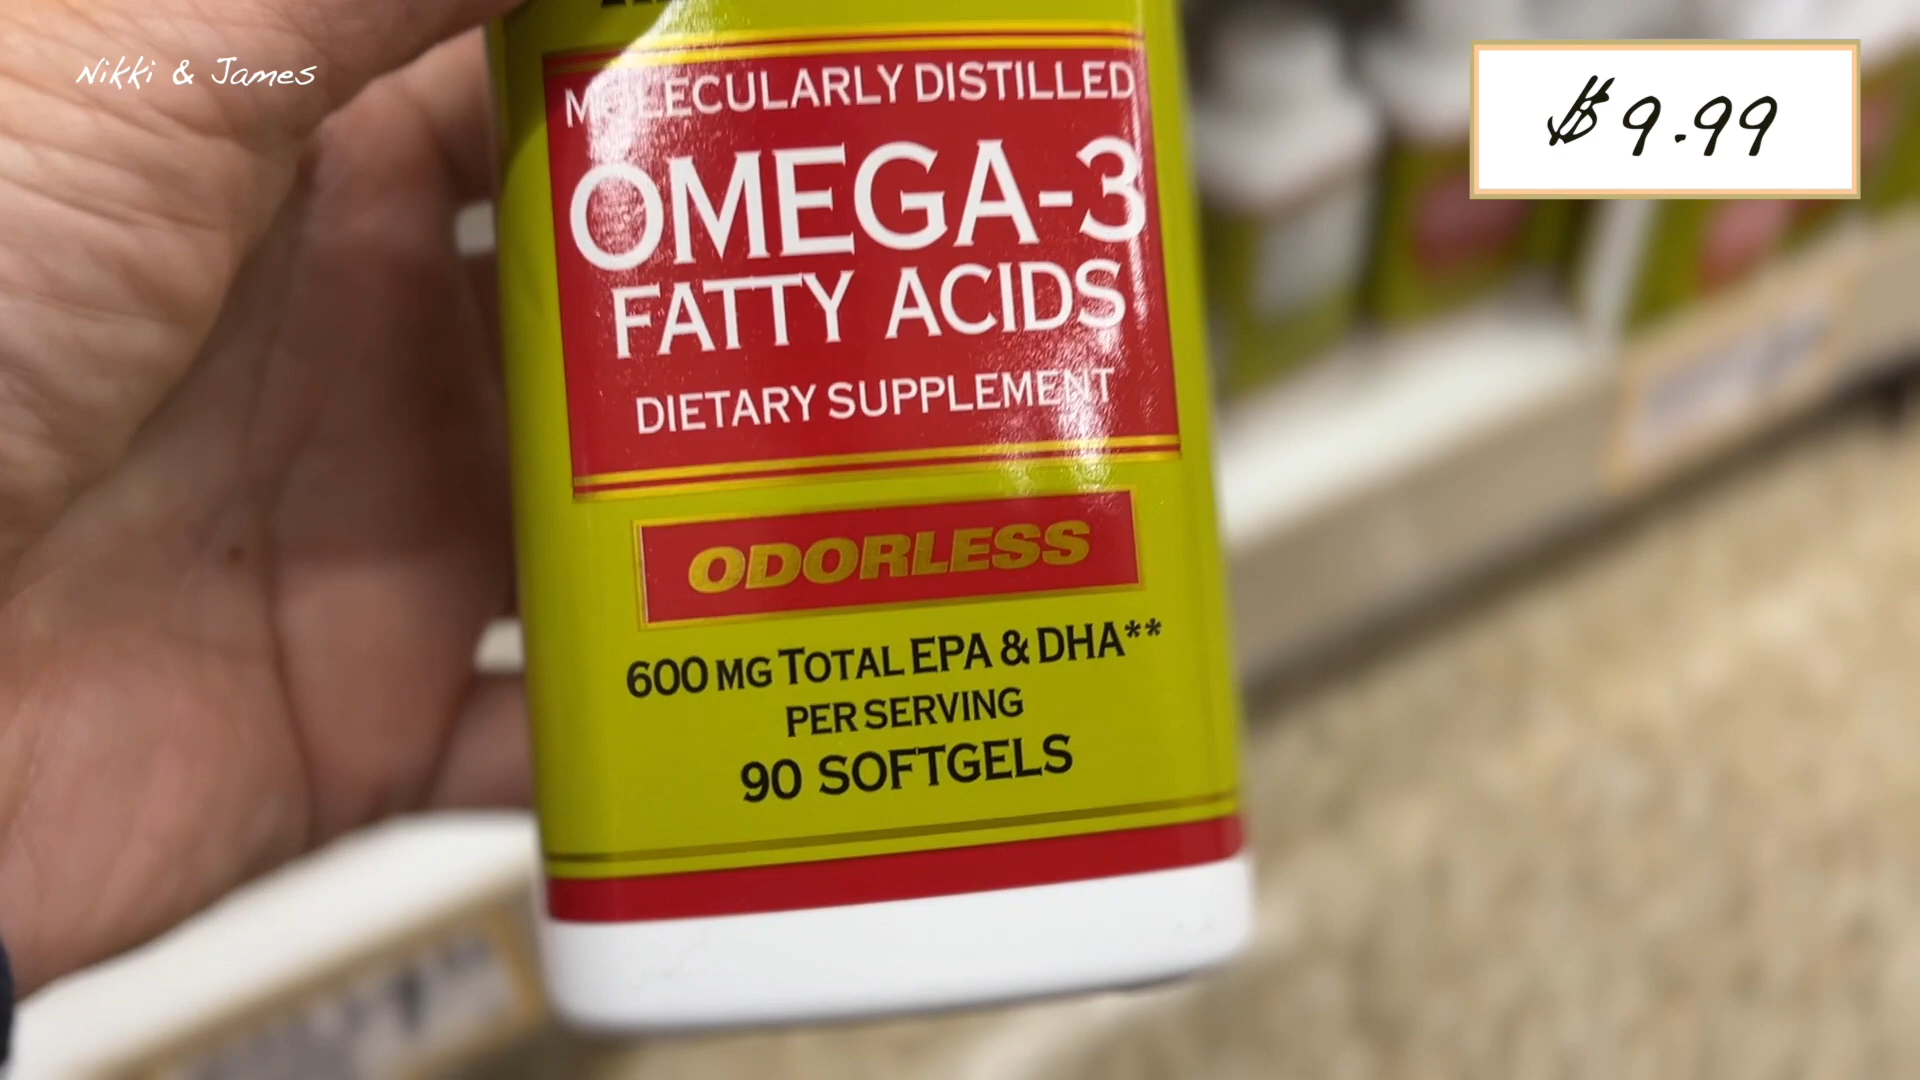 Nikki & James
$9.99
MOLECULARLY DISTILLED
OMEGA-3
FATTY ACIDS
DIETARY SUPPLEMENT
ODORLESS
600 MG TOTAL EPA & DHA**
PER SERVING
90 SOFTGELS